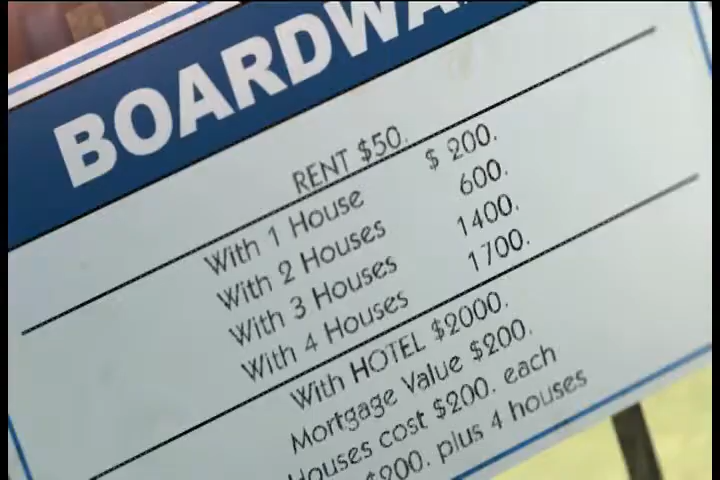 BOARDWA
RENT $50.
With 1 House $ 200.
With 2 Houses 600.
With 3 Houses 1400.
With 4 Houses 1700.
With HOTEL $2000.
Mortgage Value $200.
Houses cost $200. each
$200. plus 4 houses